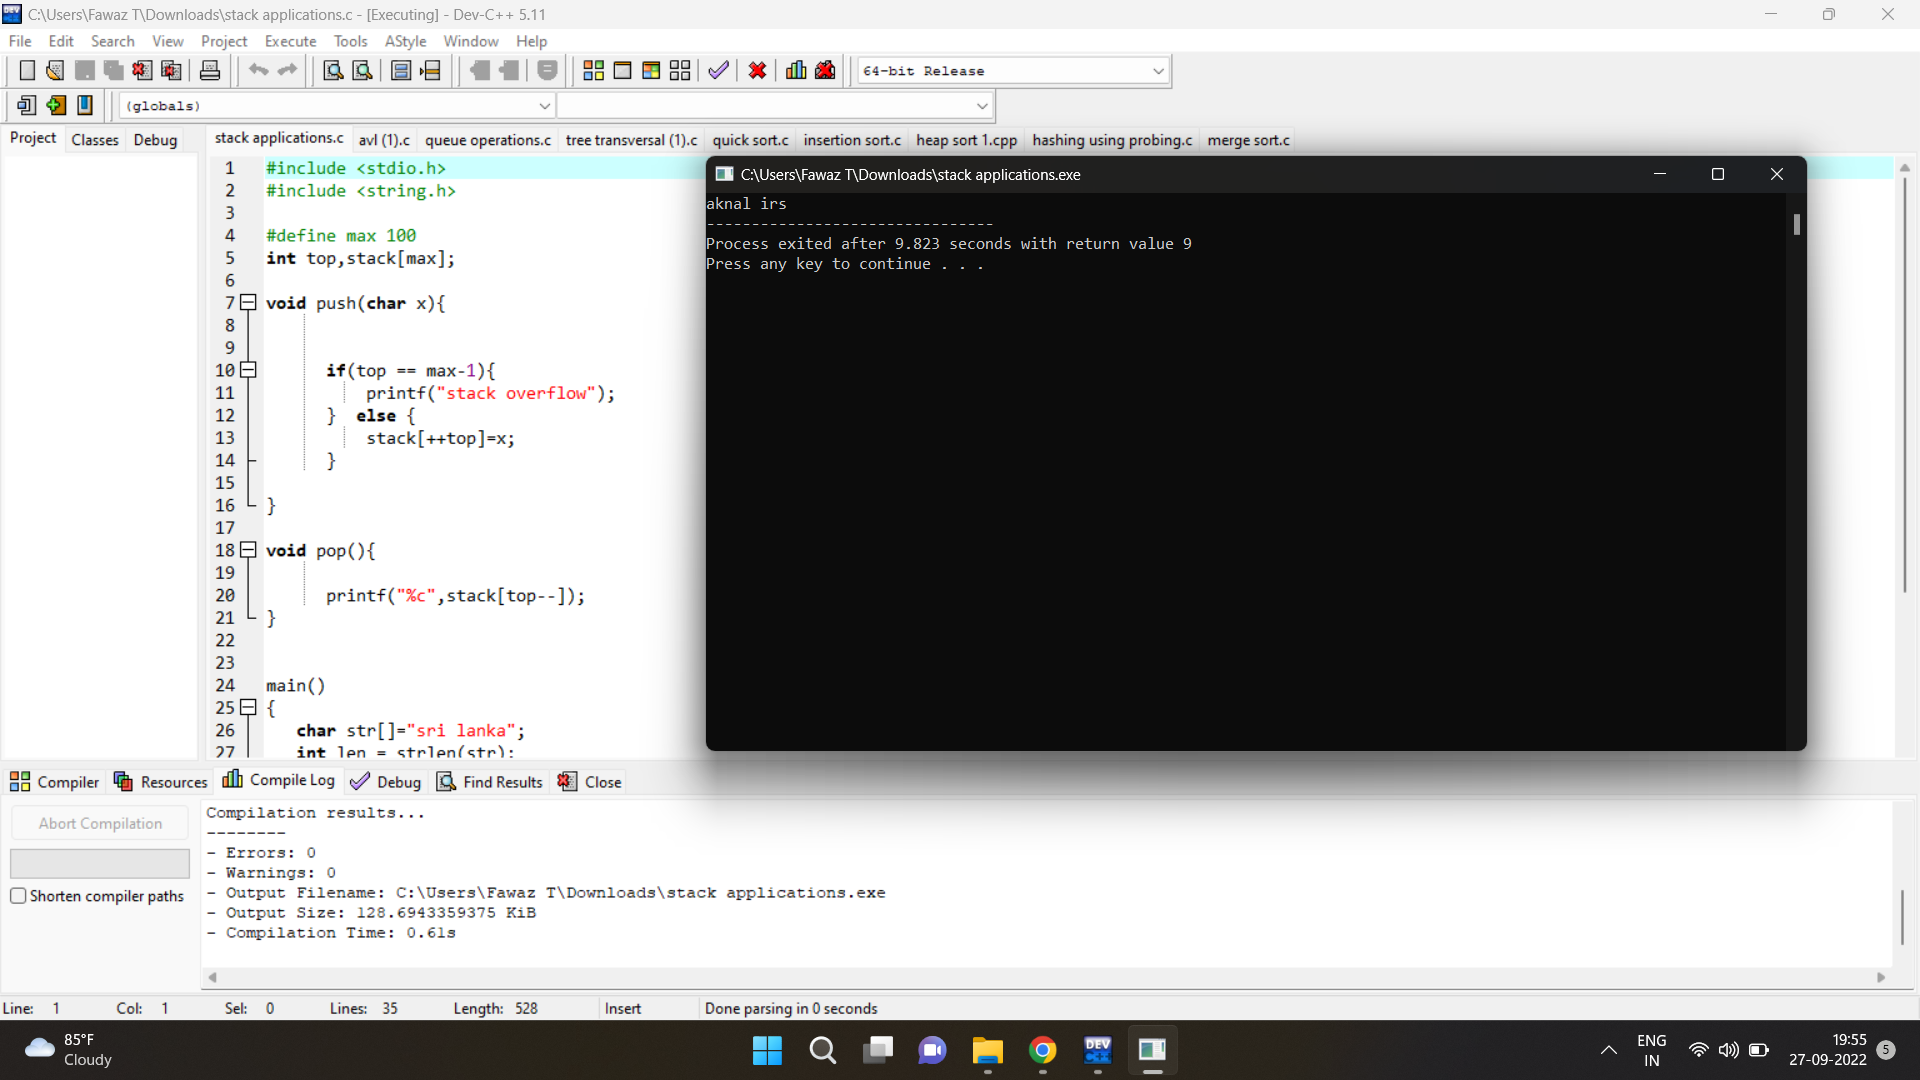 C:\Users\Fawaz T\Downloads\stack applications.c - [Executing] - Dev-C++ 5.11
File Edit Search View Project Execute Tools AStyle Window Help
64-bit Release
(globals)
Project Classes Debug
stack applications.c avl (1).c queue operations.c tree transversal (1).c quick sort.c insertion sort.c heap sort 1.cpp hashing using probing.c merge sort.c
1 #include <stdio.h>
2 #include <string.h>
3
4 #define max 100
5 int top,stack[max];
6
7 void push(char x){
8
9
10 if(top == max-1){
11 printf("stack overflow");
12 } else {
13 stack[++top]=x;
14 }
15
16 }
17
18 void pop(){
19
20 printf("%c",stack[top--]);
21 }
22
23
24 main()
25 {
26 char str[]="sri lanka";
27 int len = strlen(str);
C:\Users\Fawaz T\Downloads\stack applications.exe
aknal irs
--------------------------------
Process exited after 9.823 seconds with return value 9
Press any key to continue . . .
Compiler Resources Compile Log Debug Find Results Close
Abort Compilation
Shorten compiler paths
Compilation results...
--------
- Errors: 0
- Warnings: 0
- Output Filename: C:\Users\Fawaz T\Downloads\stack applications.exe
- Output Size: 128.6943359375 KiB
- Compilation Time: 0.61s
Line: 1 Col: 1 Sel: 0 Lines: 35 Length: 528 Insert Done parsing in 0 seconds
85°F
Cloudy
DEV
C++
ENG
IN
19:55
27-09-2022
5